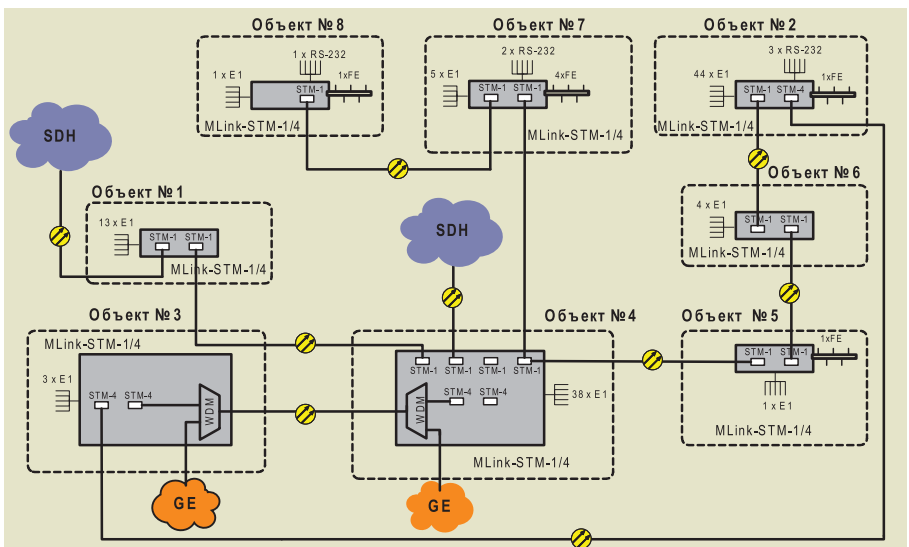 Объект №8
1 x RS-232
1 x E1
STM-1
1xFE
MLink-STM-1/4
Объект №7
2 x RS-232
5 x E1
STM-1
STM-1
4xFE
MLink-STM-1/4
Объект №2
3 x RS-232
44 x E1
STM-1
STM-4
1xFE
MLink-STM-1/4
SDH
Объект №1
13 x E1
STM-1
STM-1
MLink-STM-1/4
SDH
Объект №6
4 x E1
STM-1
STM-1
MLink-STM-1/4
Объект №3
MLink-STM-1/4
3 x E1
STM-4
STM-4
WDM
GE
Объект №4
STM-1
STM-1
STM-1
STM-1
WDM
STM-4
STM-4
38 x E1
MLink-STM-1/4
GE
Объект №5
STM-1
STM-1
1xFE
1 x E1
MLink-STM-1/4